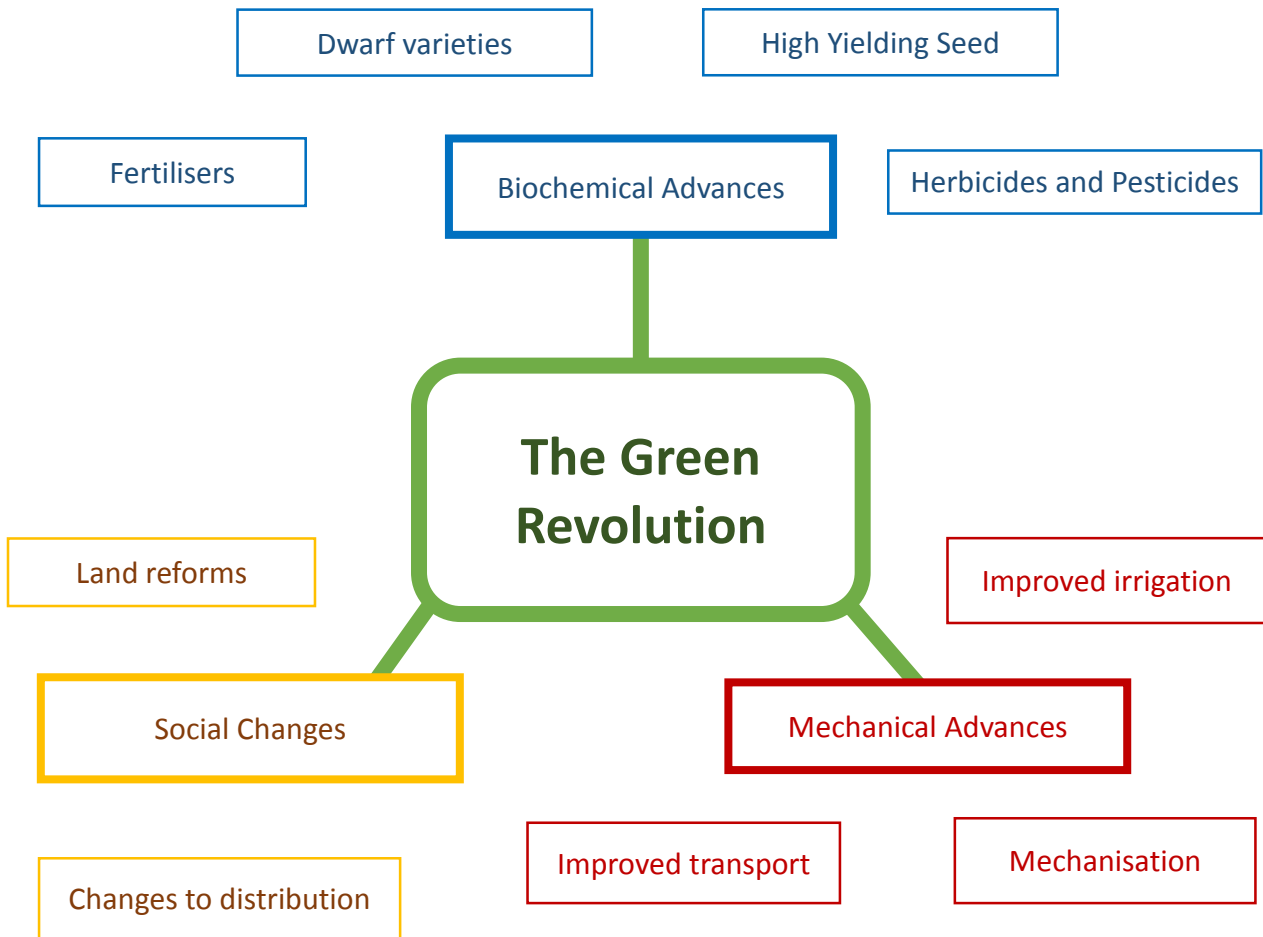 Dwarf varieties
High Yielding Seed
Fertilisers
Biochemical Advances
Herbicides and Pesticides
The Green
Revolution
Land reforms
Improved irrigation
Social Changes
Mechanical Advances
Improved transport
Mechanisation
Changes to distribution